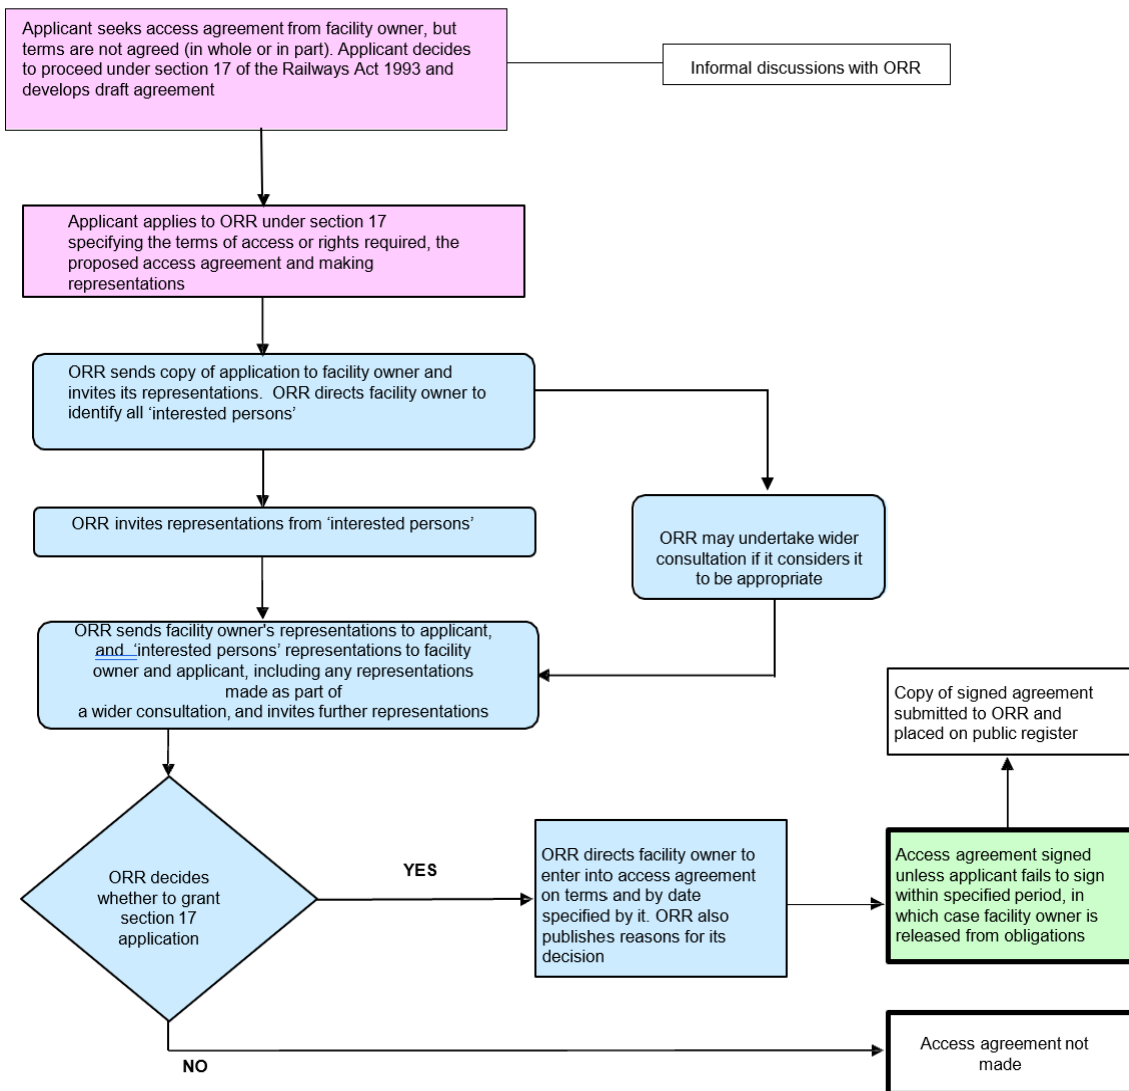 Applicant seeks access agreement from facility owner, but
terms are not agreed (in whole or in part). Applicant decides
to proceed under section 17 of the Railways Act 1993 and
develops draft agreement
Informal discussions with ORR
Applicant applies to ORR under section 17
specifying the terms of access or rights required, the
proposed access agreement and making
representations
ORR sends copy of application to facility owner and
invites its representations.  ORR directs facility owner to
identify all ‘interested persons’
ORR invites representations from ‘interested persons’
ORR may undertake wider
consultation if it considers it
to be appropriate
ORR sends facility owner's representations to applicant,
and ‘interested persons’ representations to facility
owner and applicant, including any representations
made as part of
a wider consultation, and invites further representations
Copy of signed agreement
submitted to ORR and
placed on public register
ORR decides
whether to grant
section 17
application
YES
ORR directs facility owner to
enter into access agreement
on terms and by date
specified by it. ORR also
publishes reasons for its
decision
Access agreement signed
unless applicant fails to sign
within specified period, in
which case facility owner is
released from obligations
NO
Access agreement not
made